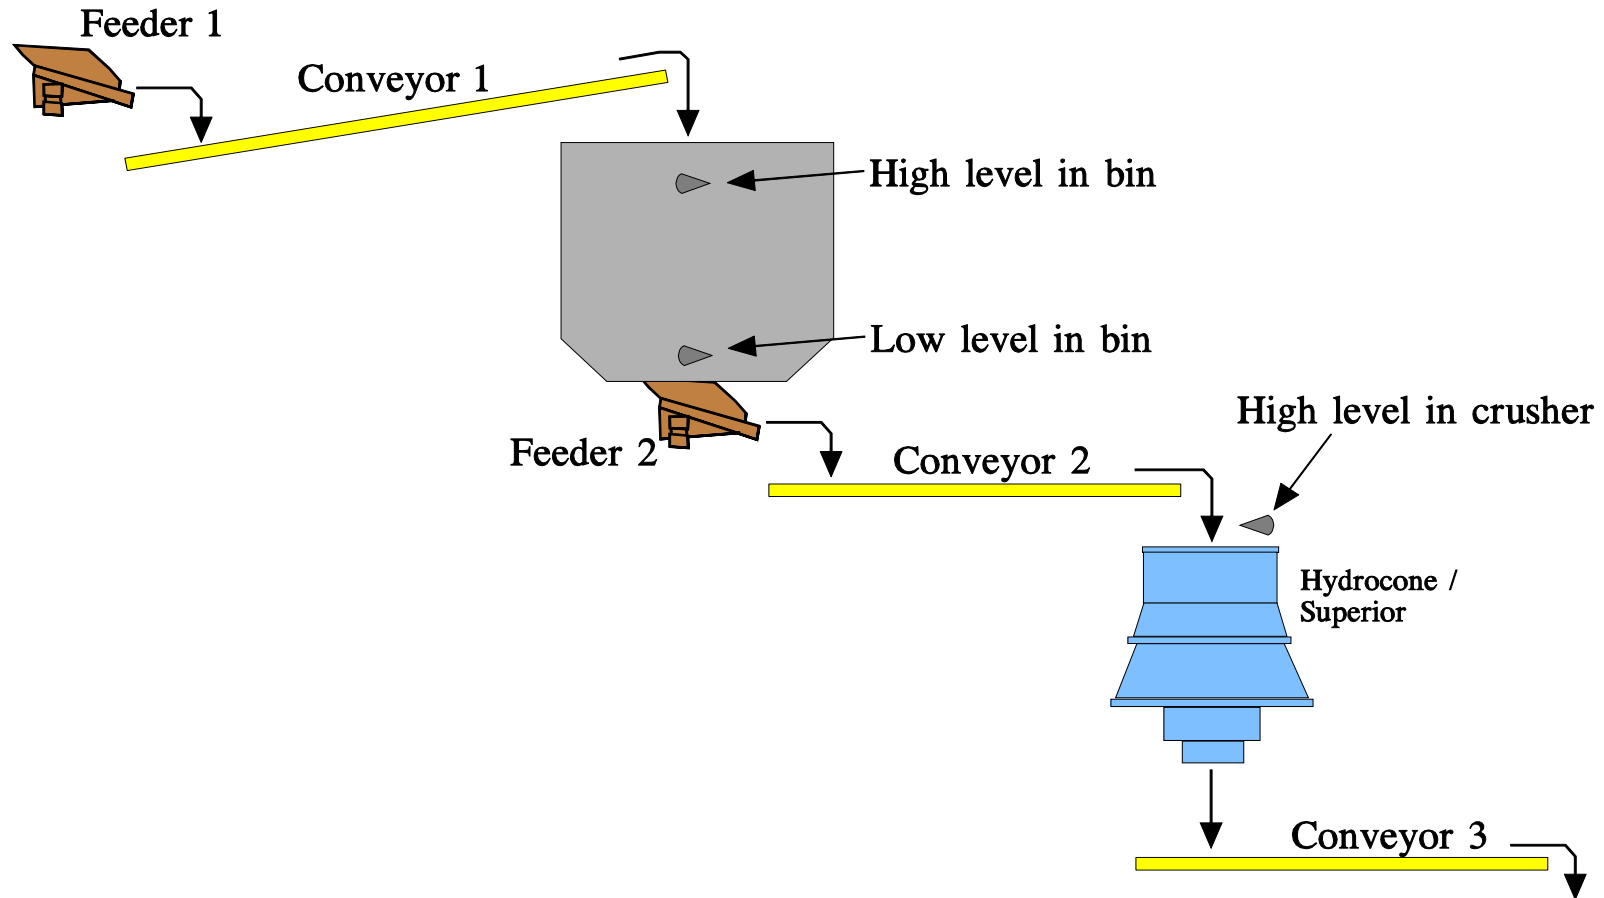 Feeder 1
Conveyor 1
High level in bin
Low level in bin
High level in crusher
Feeder 2
Conveyor 2
Hydrocone /
Superior
Conveyor 3